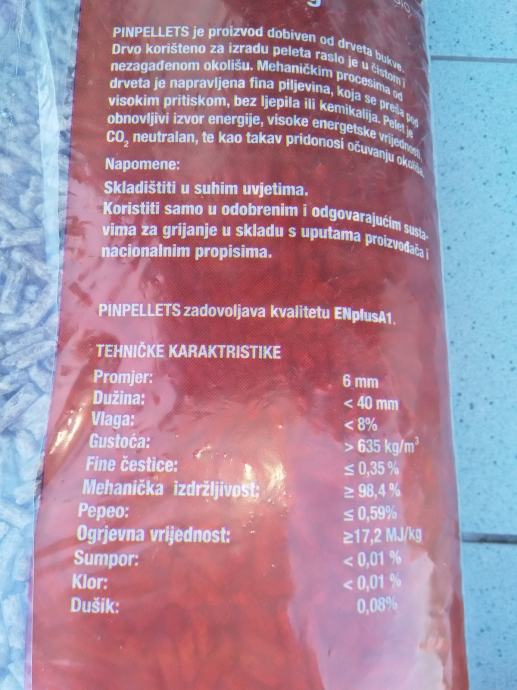 PINPELLETS je proizvod dobiven od drveta bukve.
Drvo korišteno za izradu peleta raslo je u čistom i
nezagađenom okolišu. Mehaničkim procesima od
drveta je napravljena fina piljevina, koja se preša pod
visokim pritiskom, bez ljepila ili kemikalija. Pelet je
obnovljivi izvor energije, visoke energetske vrijednosti,
CO₂ neutralan, te kao takav pridonosi očuvanju okoliša.
Napomene:
Skladištiti u suhim uvjetima.
Koristiti samo u odobrenim i odgovarajućim susta-
vima za grijanje u skladu s uputama proizvođača i
nacionalnim propisima.
PINPELLETS zadovoljava kvalitetu ENplusA1.
TEHNIČKE KARAKTRISTIKE
Promjer: 6 mm
Dužina: < 40 mm
Vlaga: < 8%
Gustoća: > 635 kg/m³
Fine čestice: ≤ 0,35 %
Mehanička izdržljivost: ≥ 98,4 %
Pepeo: ≤ 0,59%
Ogrjevna vrijednost: ≥17,2 MJ/kg
Sumpor: < 0,01 %
Klor: < 0,01 %
Dušik: 0,08%